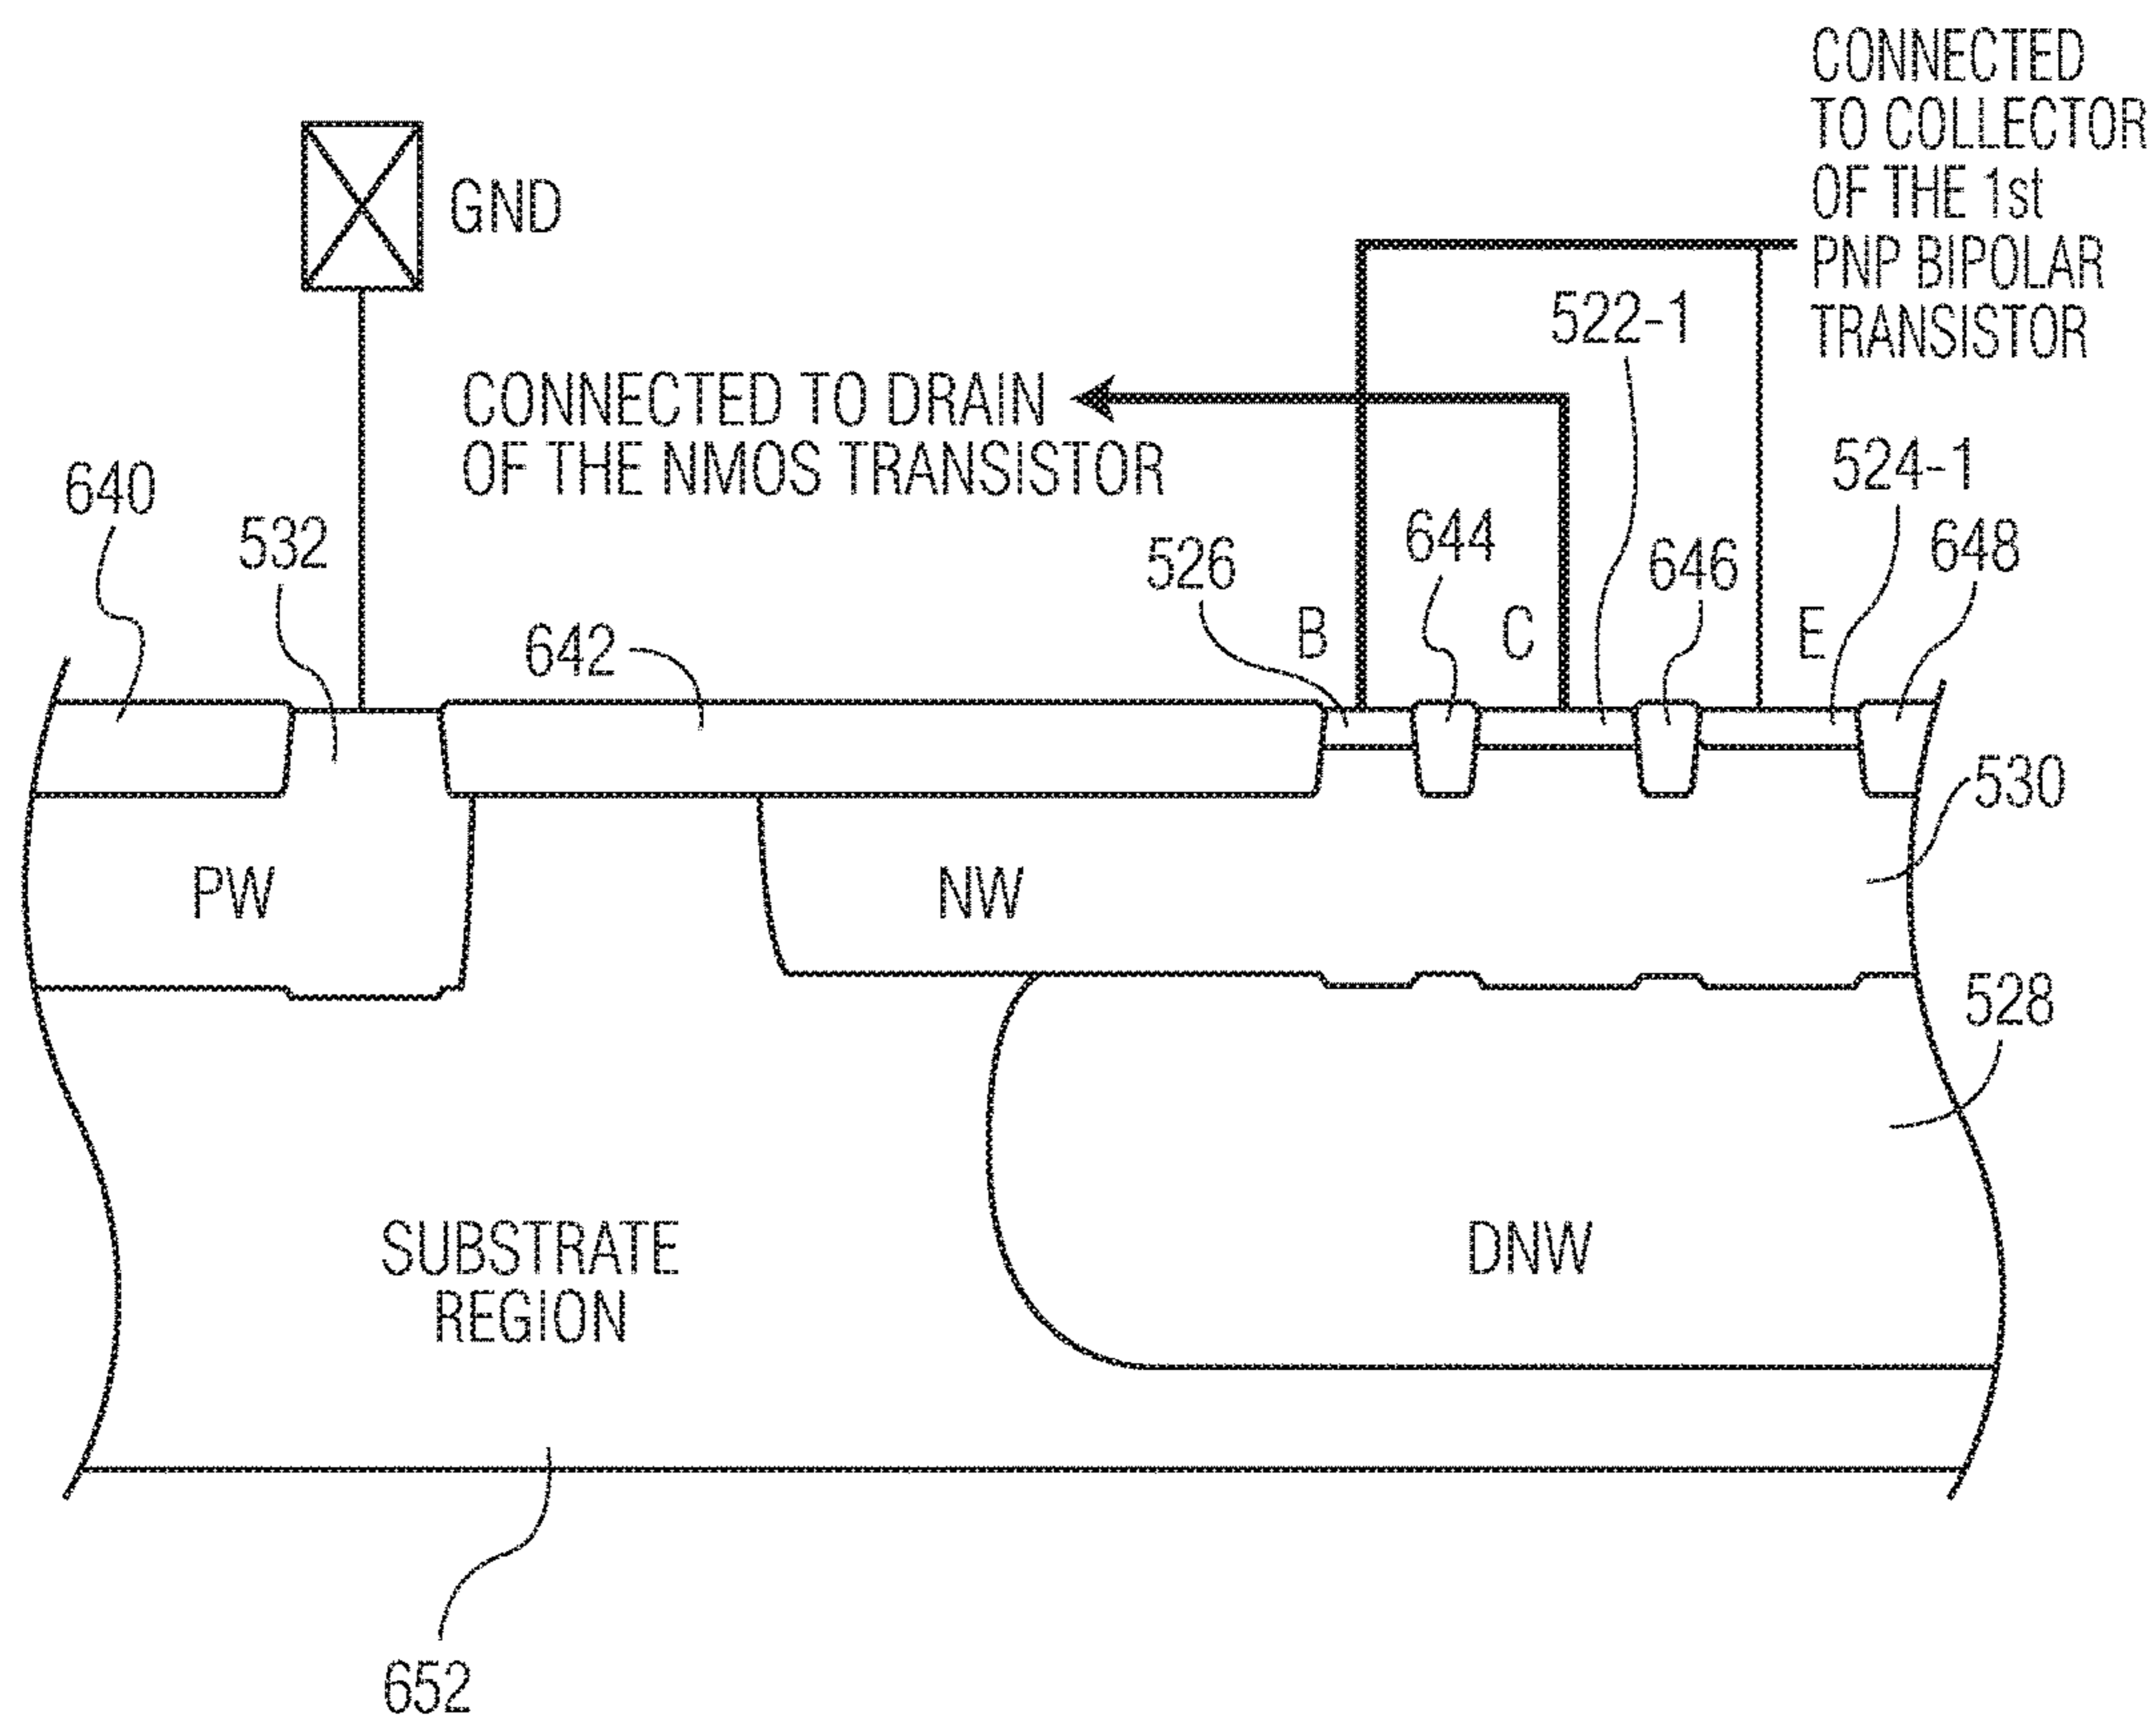 CONNECTED
TO COLLECTOR
OF THE 1st
PNP BIPOLAR
TRANSISTOR
GND
522-1
CONNECTED TO DRAIN
OF THE NMOS TRANSISTOR
524-1
640
532
526
644
646
648
642
B
C
E
530
PW
NW
528
SUBSTRATE
REGION
DNW
652